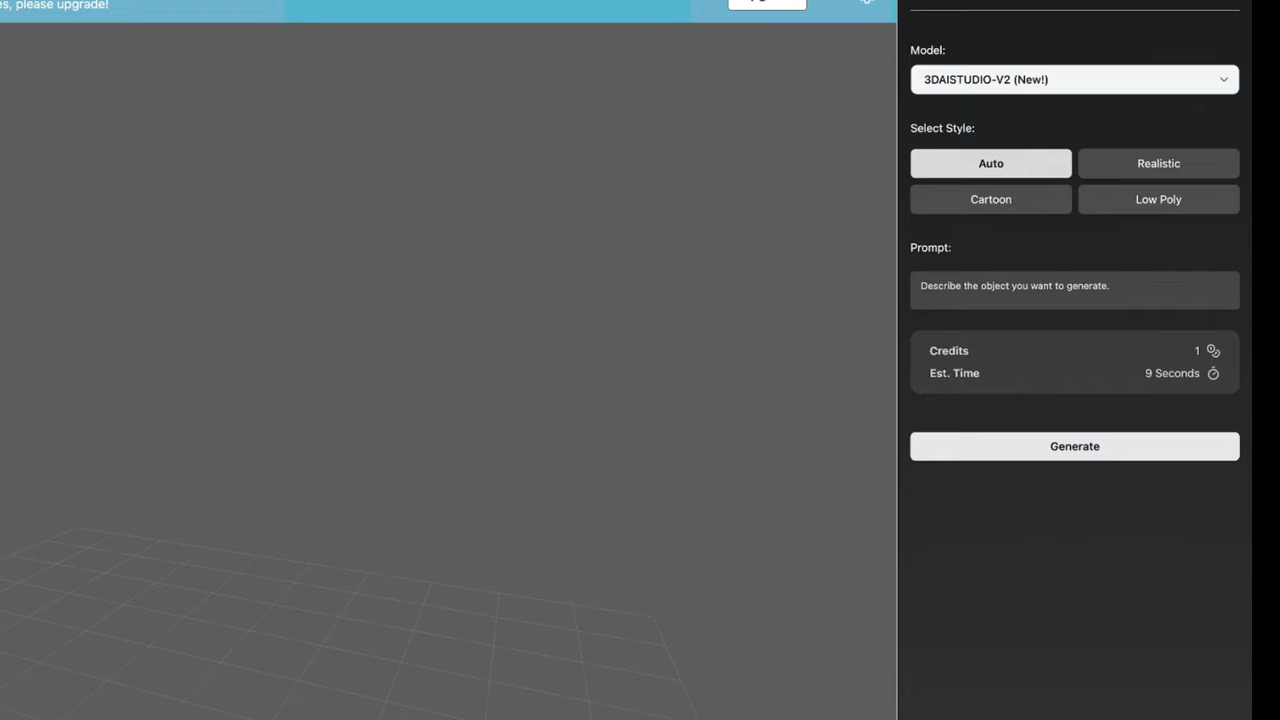 es, please upgrade!
Model:
3DAISTUDIO-V2 (New!)
Select Style:
Auto
Realistic
Cartoon
Low Poly
Prompt:
Describe the object you want to generate.
Credits
1
Est. Time
9 Seconds
Generate